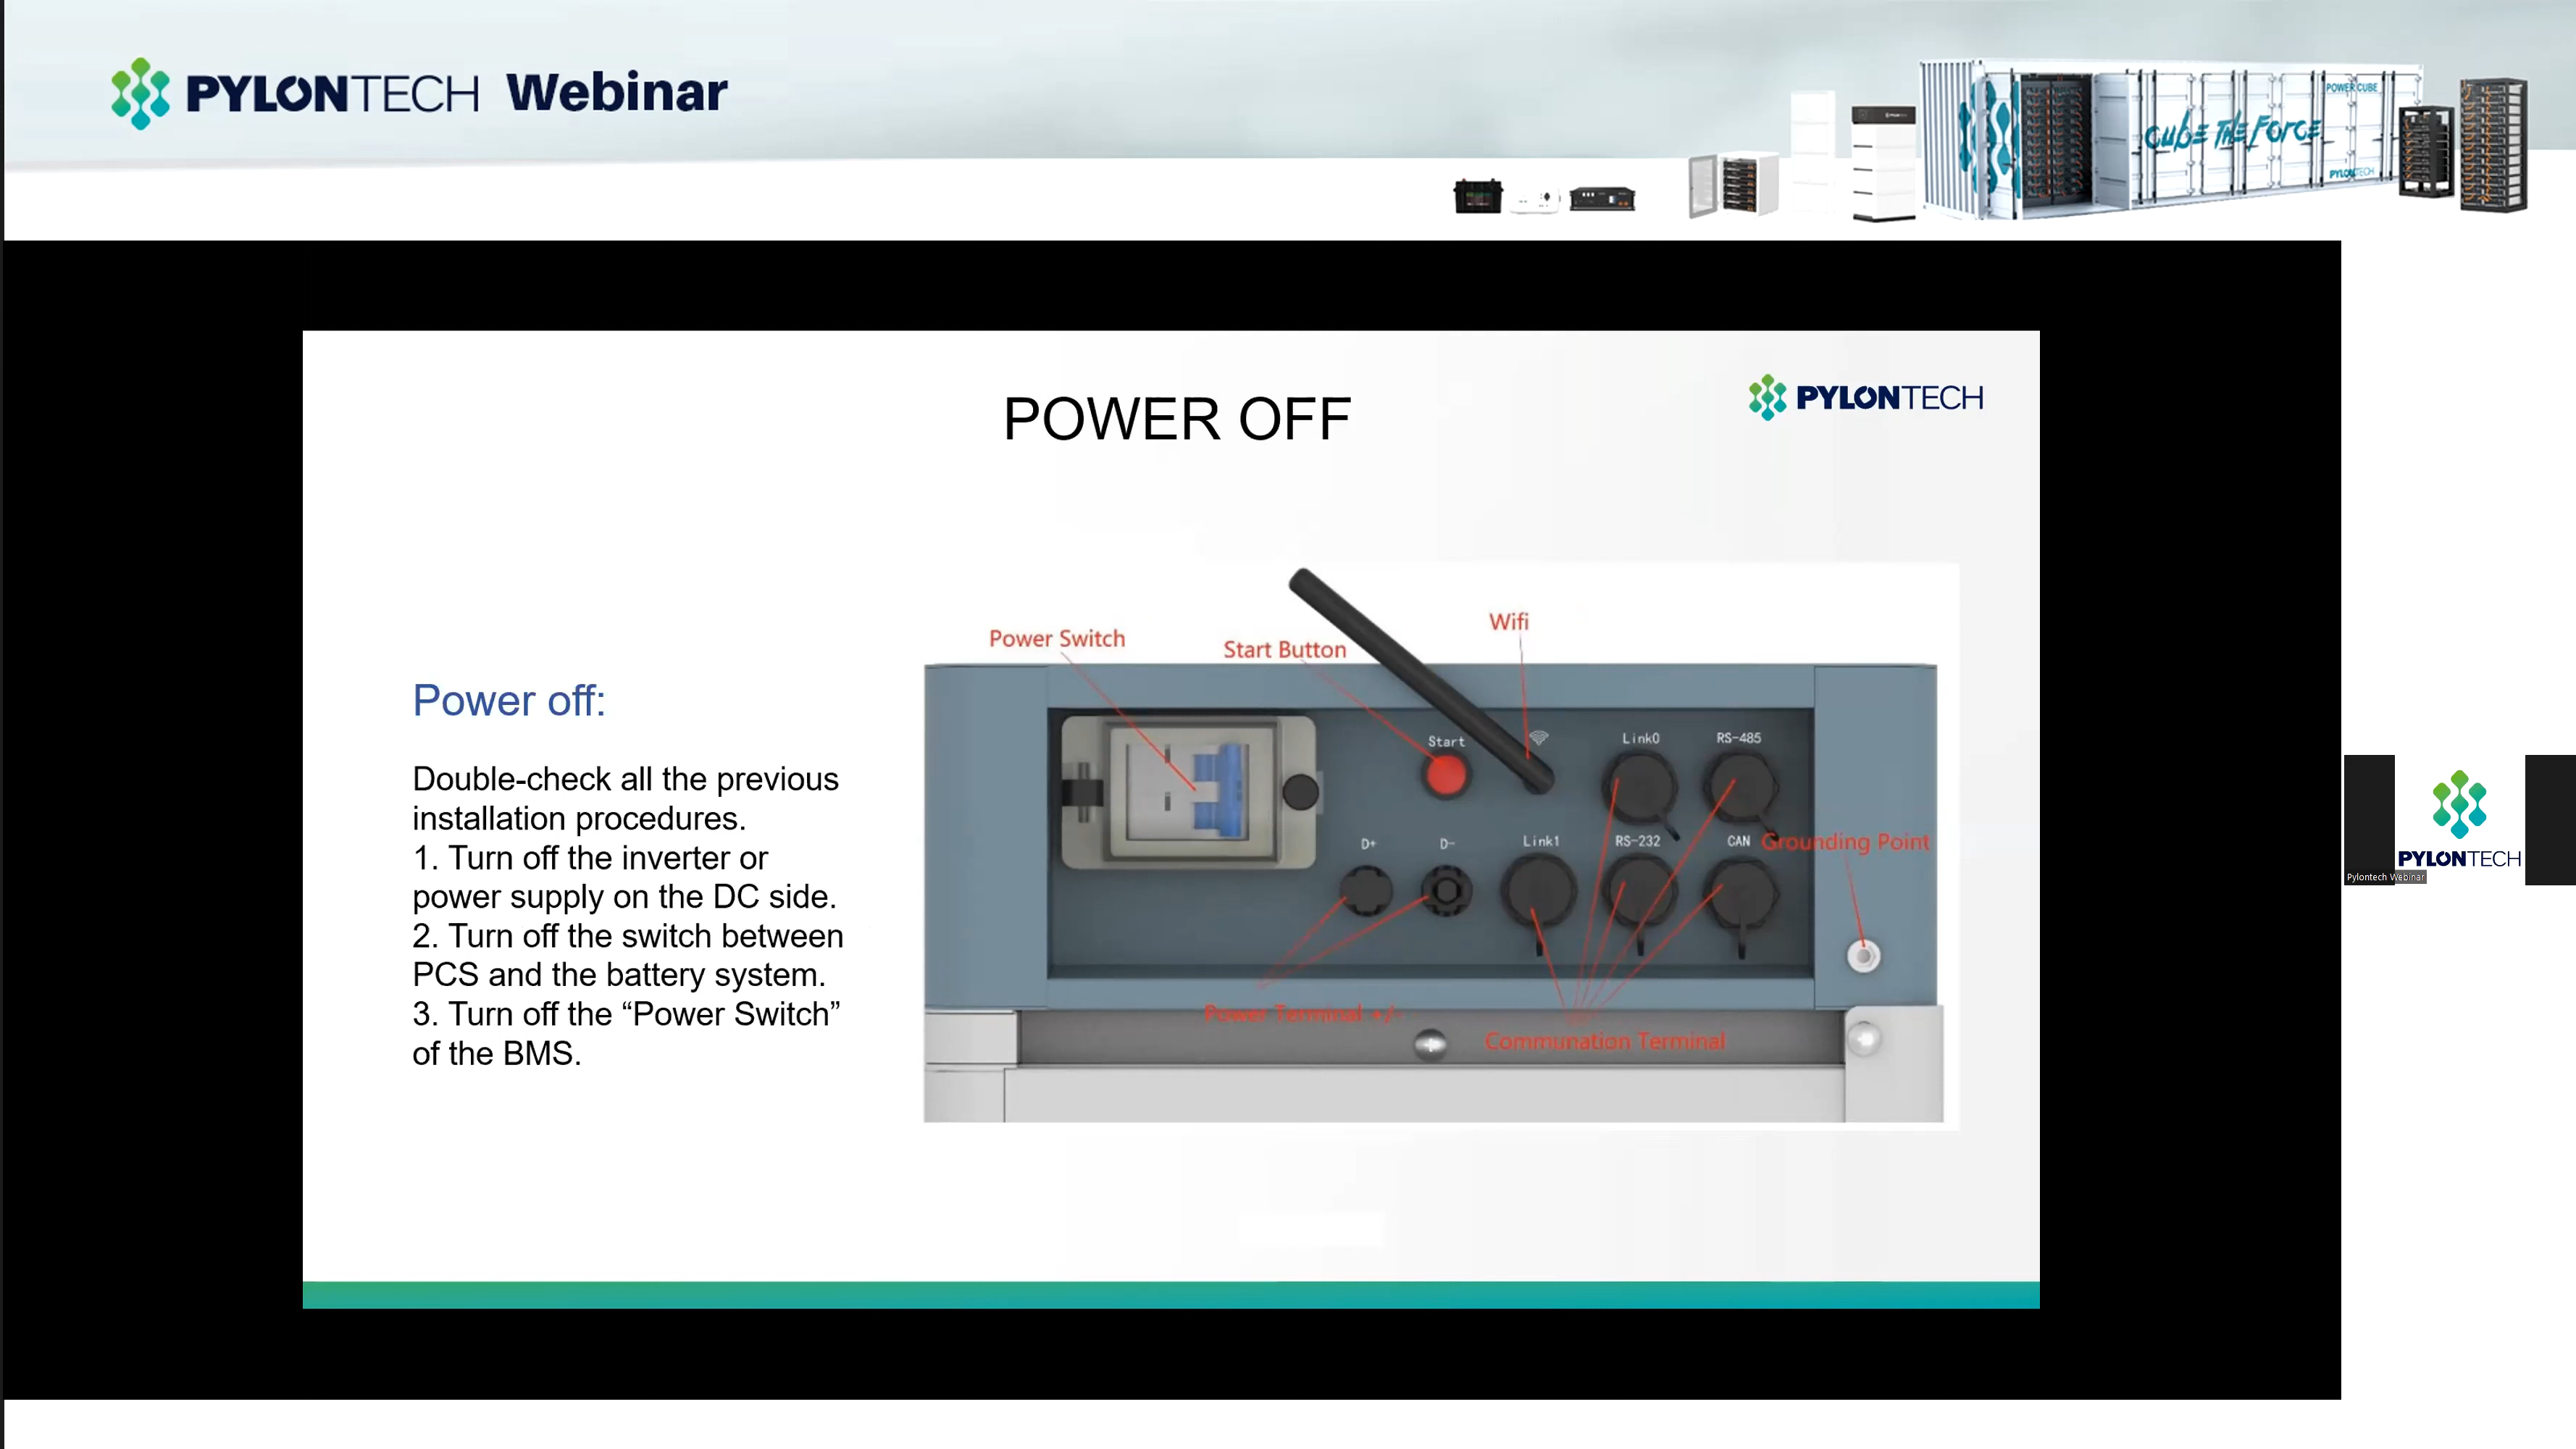 PYLONTECH Webinar
POWER CUBE
CUBE THE FORCE
PYLONTECH
POWER OFF
PYLONTECH
Wifi
Power Switch
Start Button
Power off:
Start
Link0
RS-485
Double-check all the previous
installation procedures.
1. Turn off the inverter or
power supply on the DC side.
2. Turn off the switch between
PCS and the battery system.
3. Turn off the “Power Switch”
of the BMS.
D+
D-
Link1
RS-232
CAN
Grounding Point
Power Terminal +/-
Communation Terminal
PYLONTECH
Pylontech Webinar